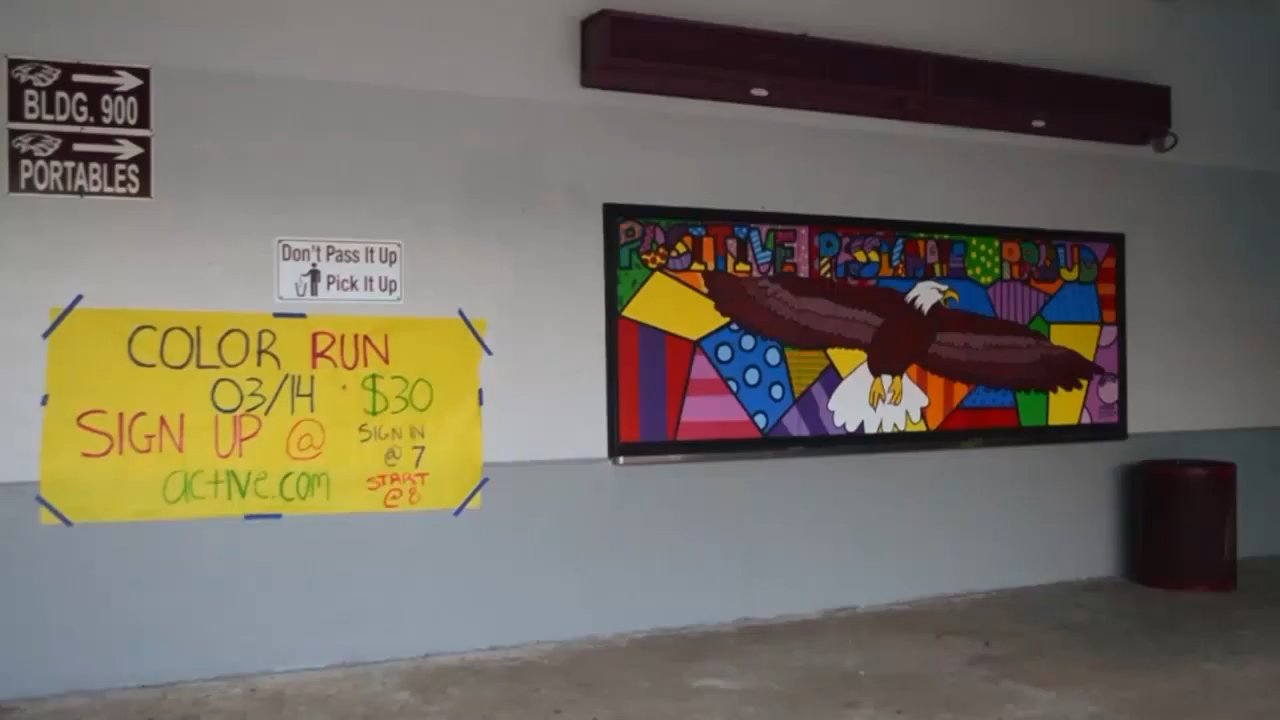 BLDG. 900
PORTABLES
Don't Pass It Up
Pick It Up
COLOR RUN
03/14 · $30
SIGN UP @
active.com
SIGN IN
@ 7
START
@ 8
POSITIVE PASSIONATE PROUD